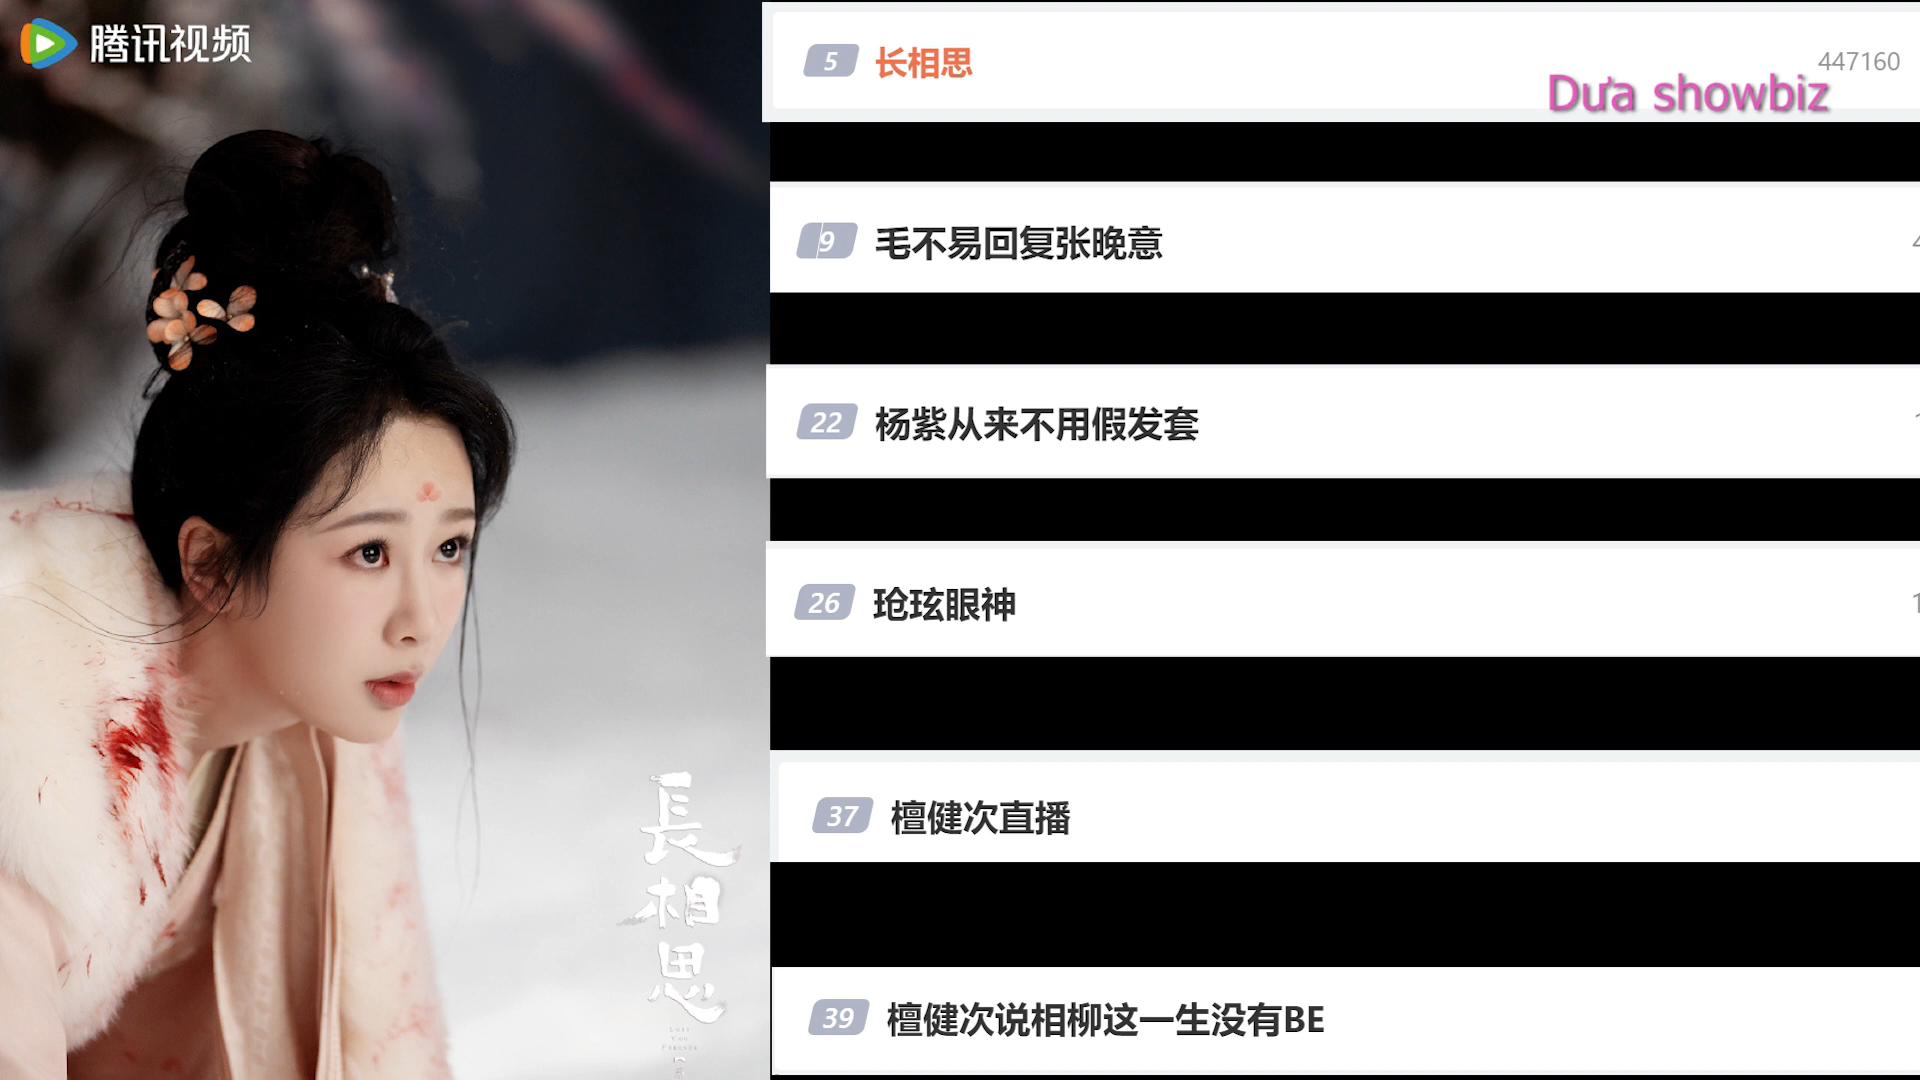 腾讯视频
長相思
LOST
YOU
FOREVER
5 长相思 447160
Dưa showbiz
9 毛不易回复张晚意
22 杨紫从来不用假发套
26 玱玹眼神
37 檀健次直播
39 檀健次说相柳这一生没有BE